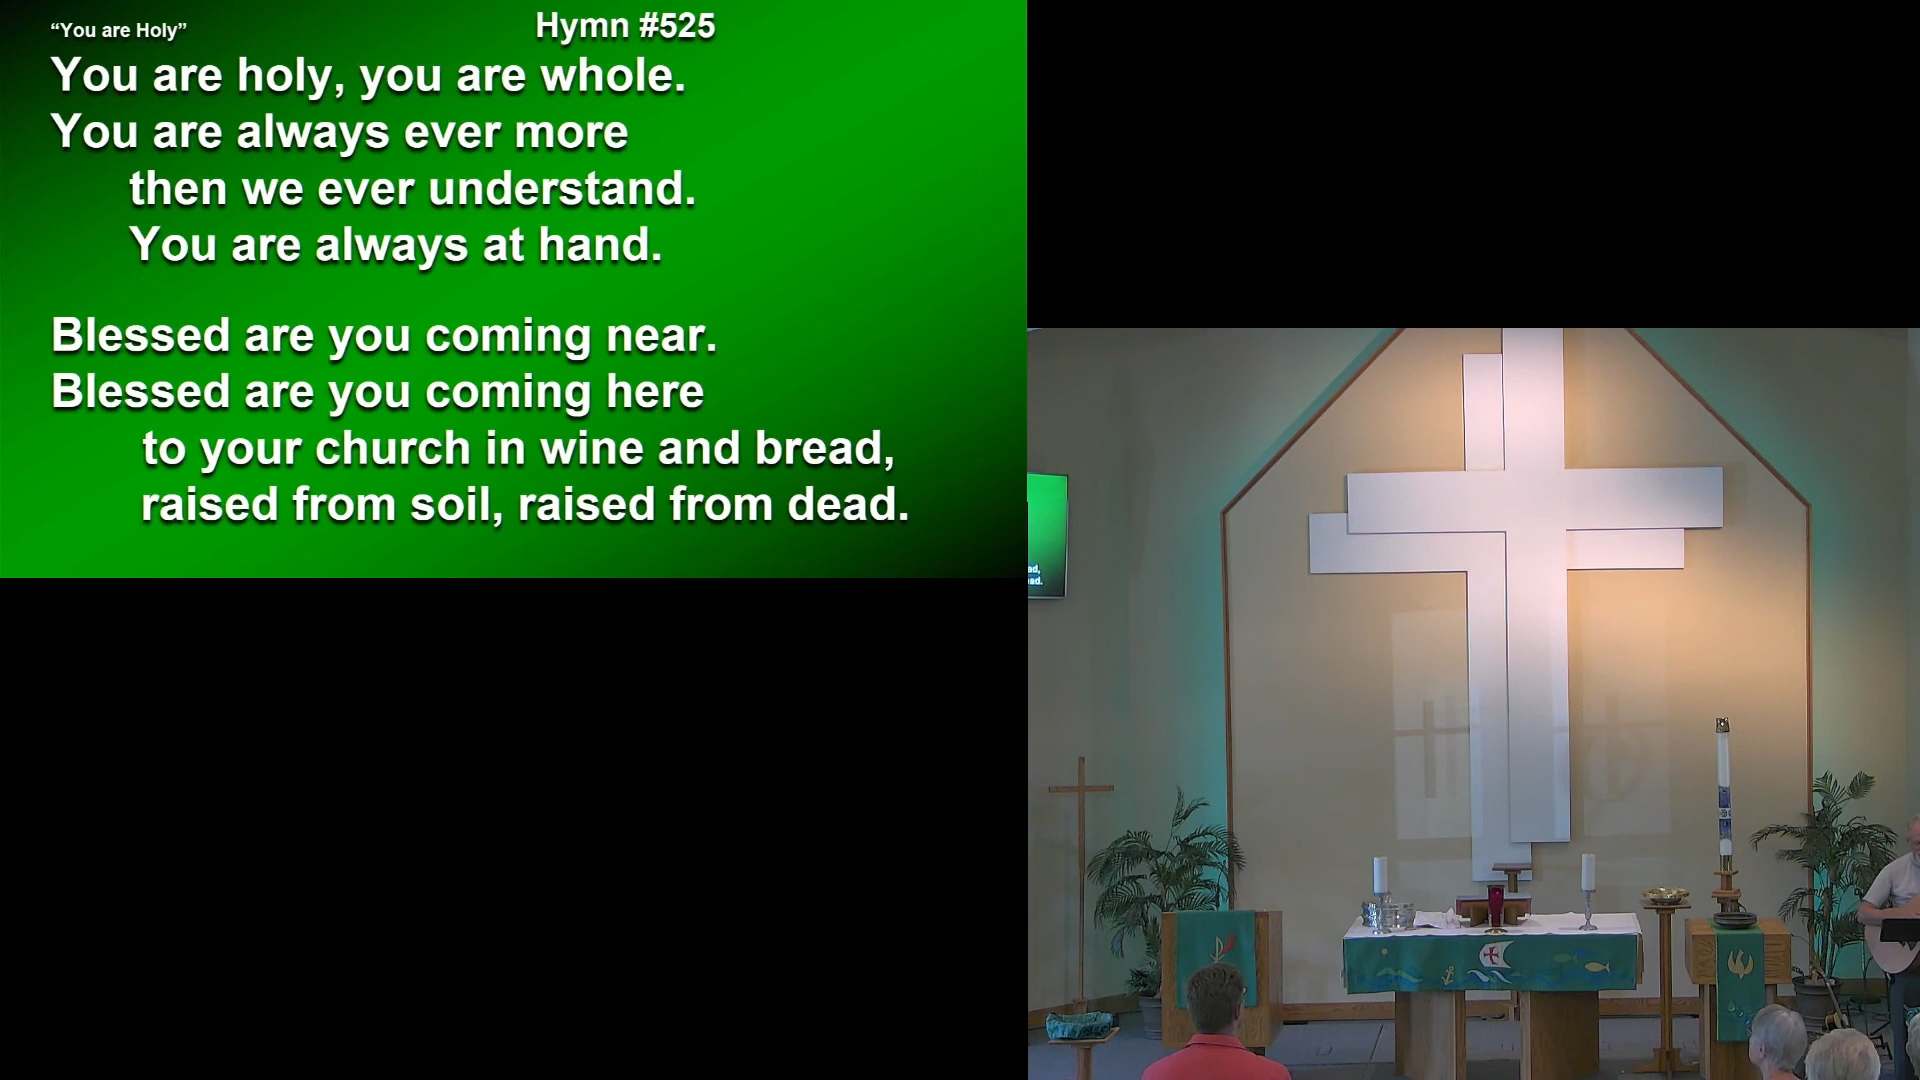 “You are Holy”
Hymn #525
You are holy, you are whole.
You are always ever more
then we ever understand.
You are always at hand.
Blessed are you coming near.
Blessed are you coming here
to your church in wine and bread,
raised from soil, raised from dead.
ad,
ead.